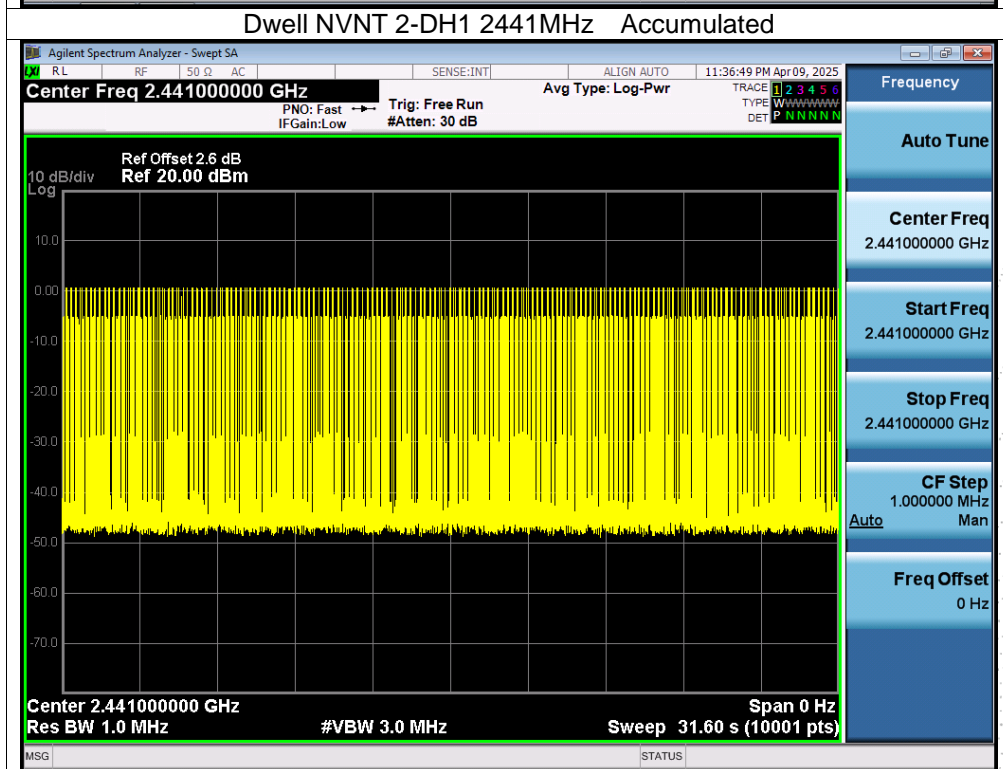 Dwell NVNT 2-DH1 2441MHz Accumulated
Agilent Spectrum Analyzer - Swept SA
LXI RL RF 50 Ω AC SENSE:INT ALIGN AUTO 11:36:49 PM Apr 09, 2025
Center Freq 2.441000000 GHz
Avg Type: Log-Pwr
TRACE 1 2 3 4 5 6
PNO: Fast Trig: Free Run
TYPE WWWWWWW
IFGain:Low #Atten: 30 dB
DET P N N N N N
Frequency
Auto Tune
Ref Offset 2.6 dB
10 dB/div Ref 20.00 dBm
Log
10.0
0.00
-10.0
-20.0
-30.0
-40.0
-50.0
-60.0
-70.0
Center Freq
2.441000000 GHz
Start Freq
2.441000000 GHz
Stop Freq
2.441000000 GHz
CF Step
1.000000 MHz
Auto Man
Freq Offset
0 Hz
Center 2.441000000 GHz Span 0 Hz
Res BW 1.0 MHz #VBW 3.0 MHz Sweep 31.60 s (10001 pts)
MSG STATUS